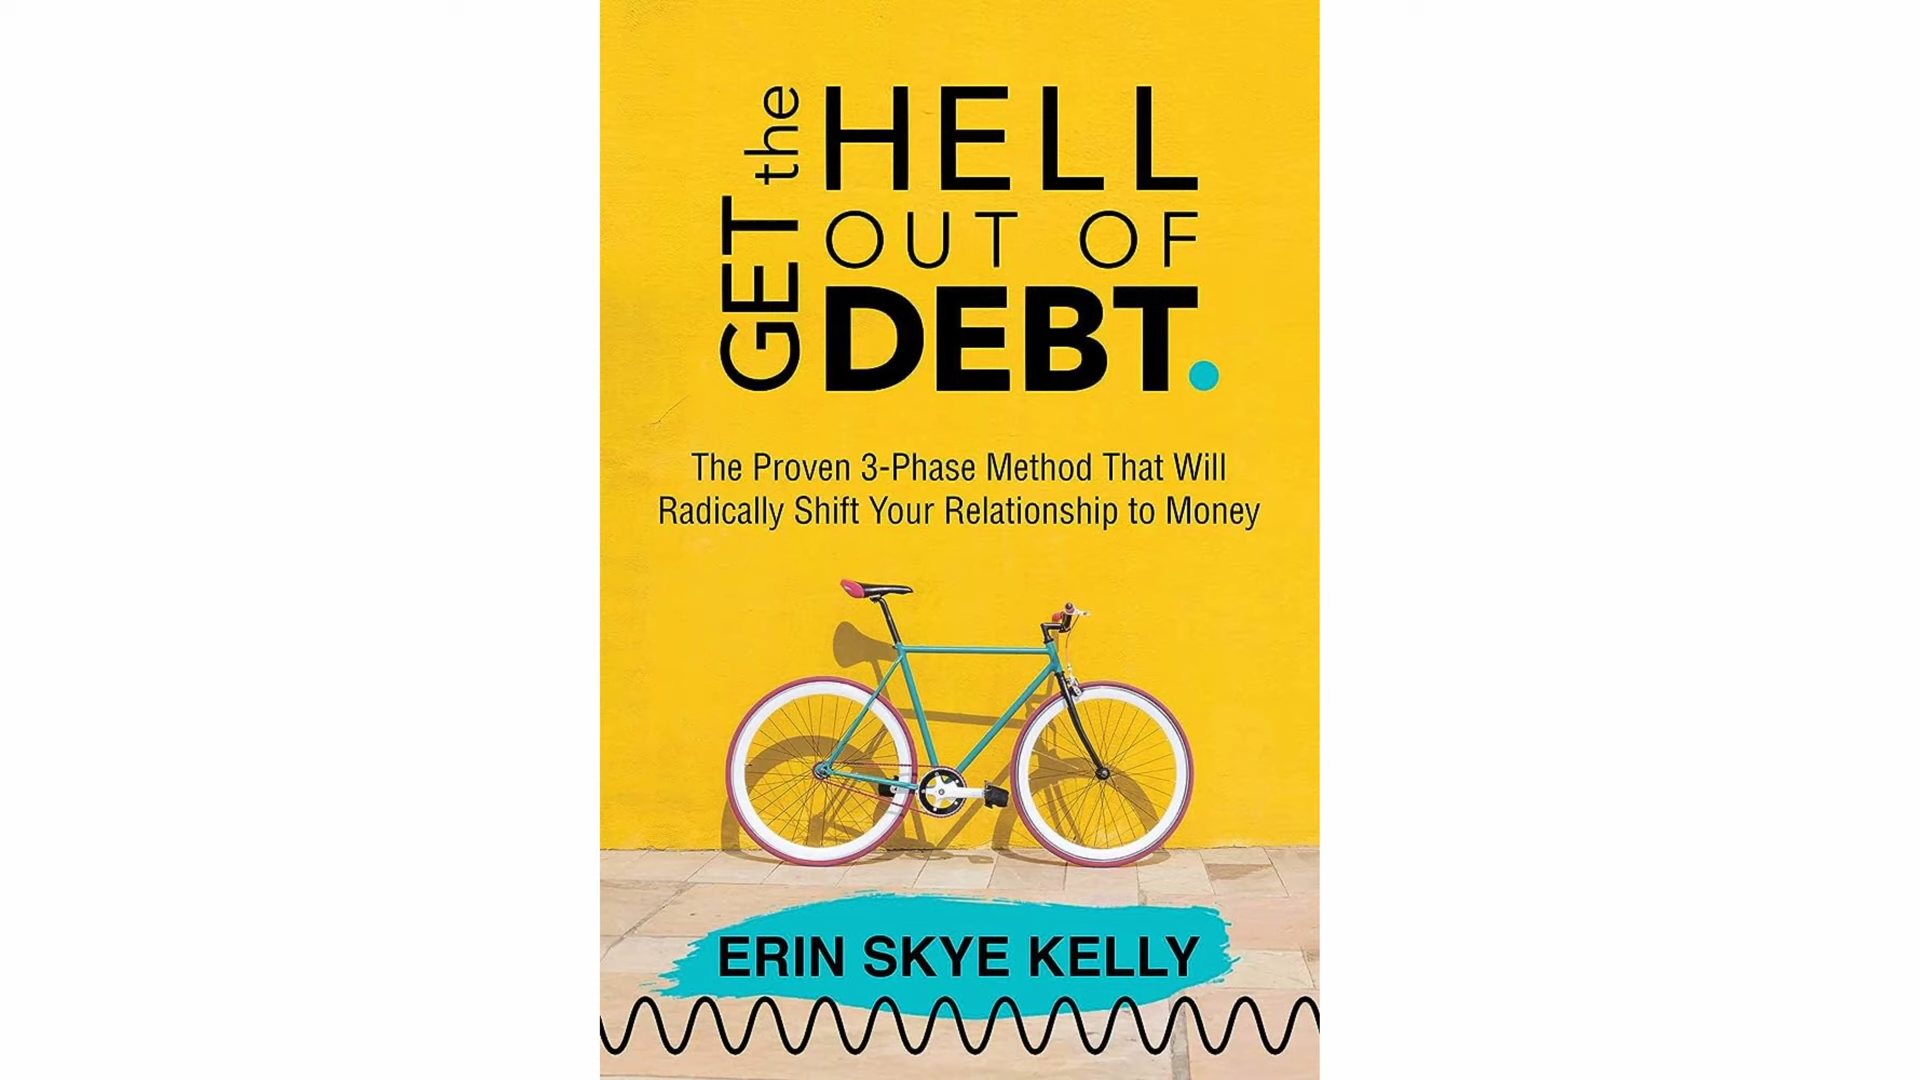 GET the
HELL
OUT OF
DEBT.
The Proven 3-Phase Method That Will
Radically Shift Your Relationship to Money
ERIN SKYE KELLY